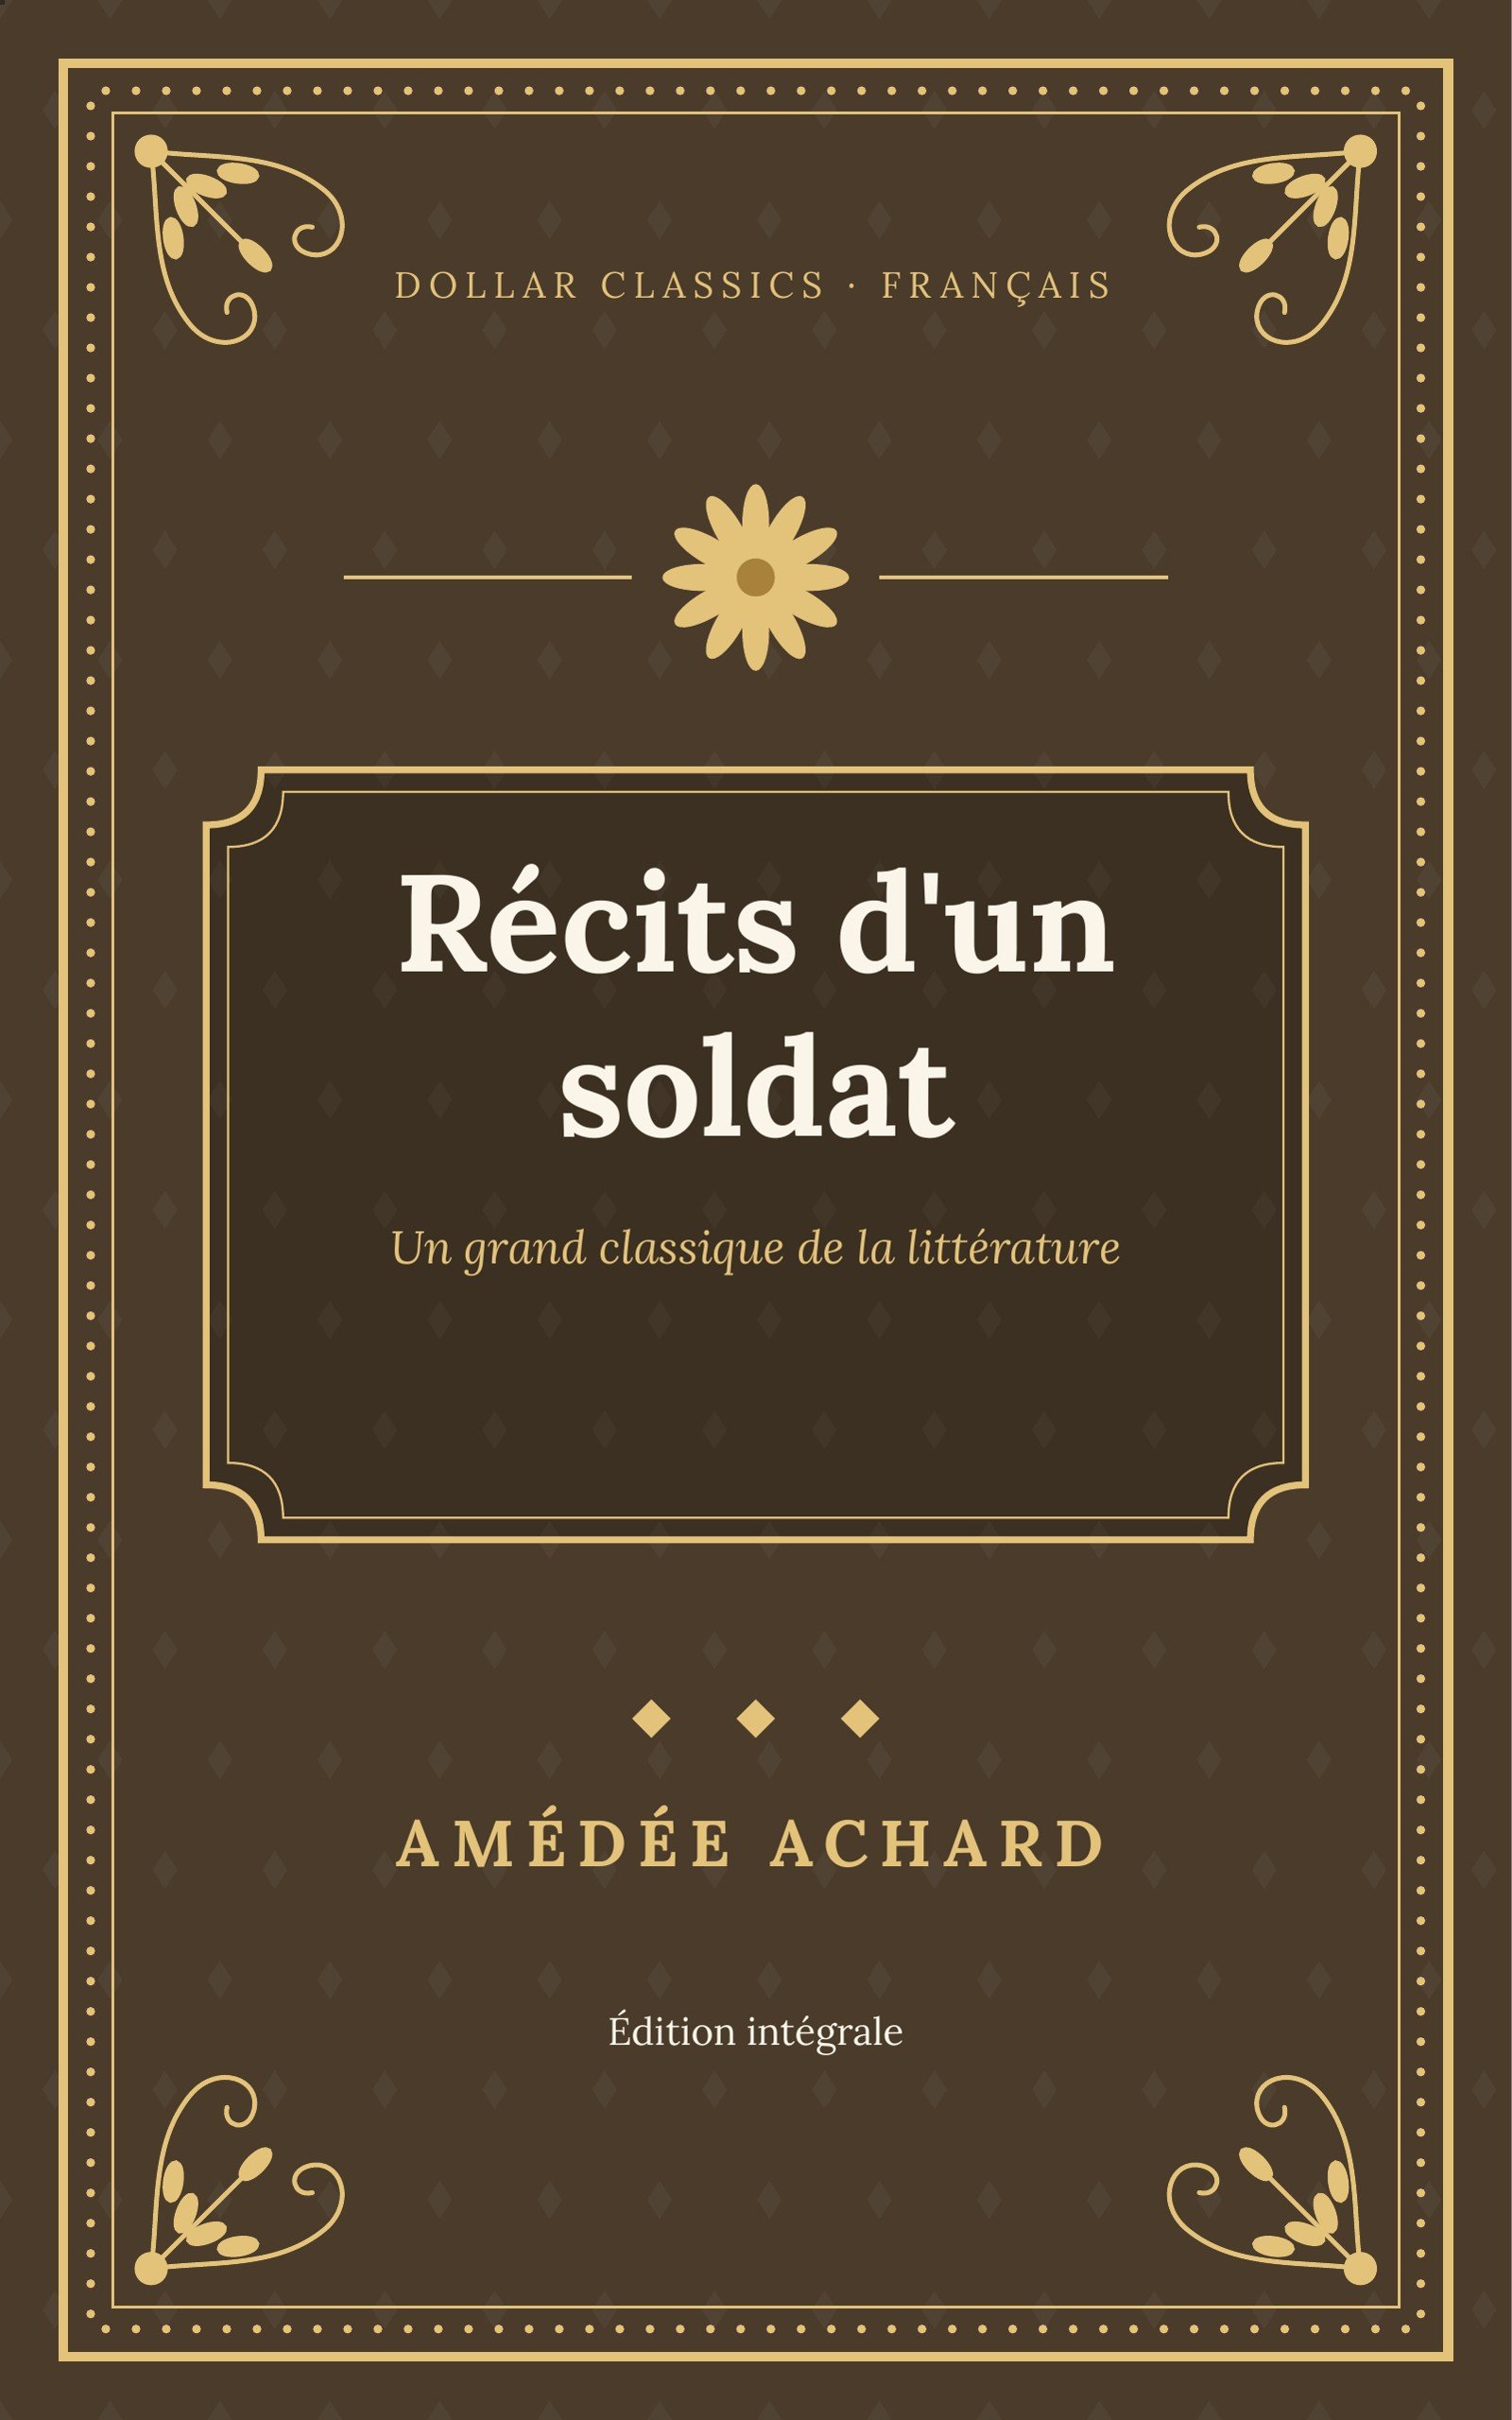 DOLLAR CLASSICS · FRANÇAIS
Récits d'un
soldat
Un grand classique de la littérature
AMÉDÉE ACHARD
Édition intégrale